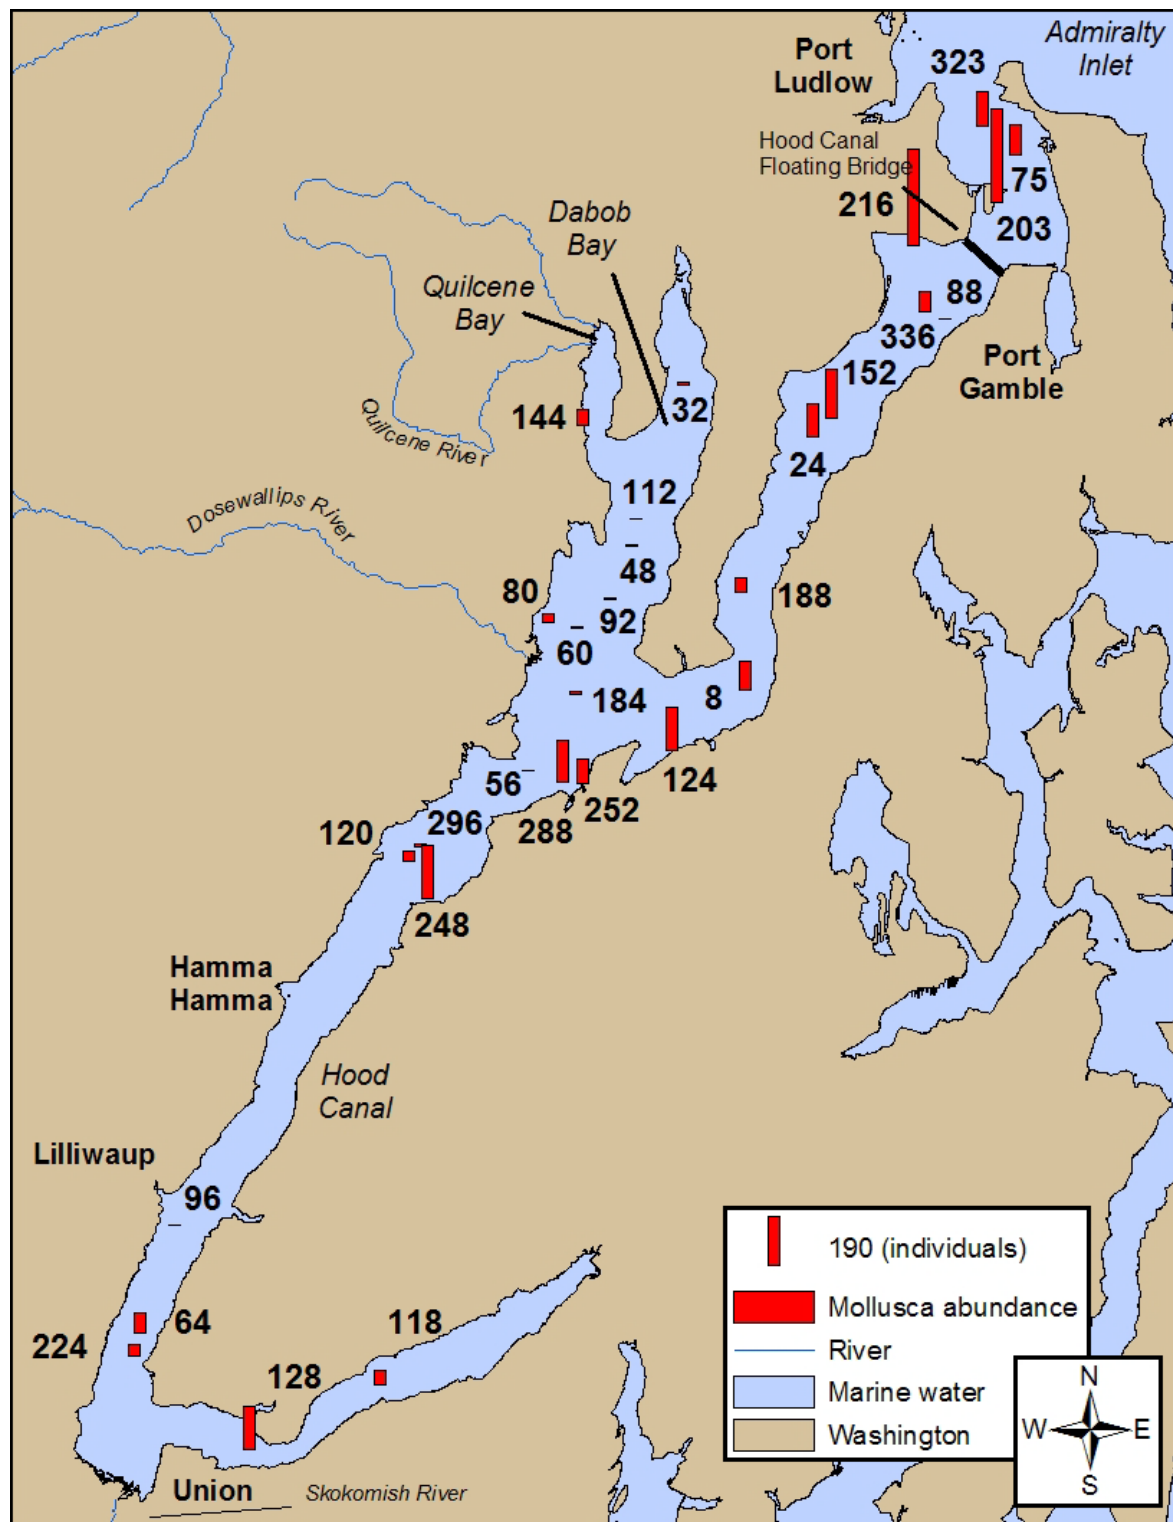 Admiralty
Inlet
Port
Ludlow
323
Hood Canal
Floating Bridge
75
216
203
Dabob
Bay
Quilcene
Bay
88
336
Port
Gamble
152
32
144
Quilcene River
24
112
Dosewallips River
48
80
188
92
60
184
8
56
124
252
288
296
120
248
Hamma
Hamma
Hood
Canal
Lilliwaup
96
64
224
118
128
Union
Skokomish River
190 (individuals)
Mollusca abundance
River
Marine water
Washington
N
W
E
S